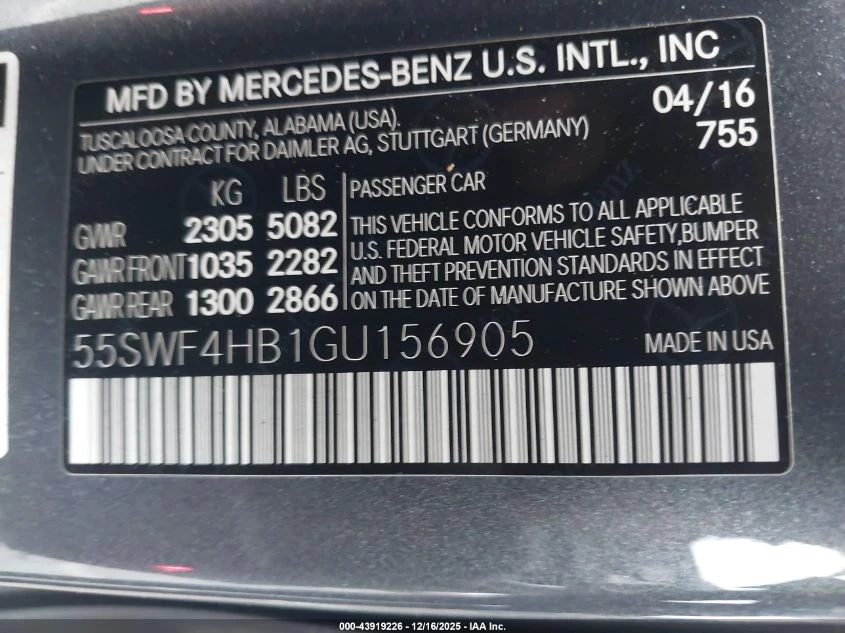 MFD BY MERCEDES-BENZ U.S. INTL., INC
TUSCALOOSA COUNTY, ALABAMA (USA).
UNDER CONTRACT FOR DAIMLER AG, STUTTGART (GERMANY)
04/16
755
KG LBS
GVWR 2305 5082
GAWR FRONT 1035 2282
GAWR REAR 1300 2866
PASSENGER CAR
THIS VEHICLE CONFORMS TO ALL APPLICABLE
U.S. FEDERAL MOTOR VEHICLE SAFETY,BUMPER
AND THEFT PREVENTION STANDARDS IN EFFECT
ON THE DATE OF MANUFACTURE SHOWN ABOVE
55SWF4HB1GU156905
MADE IN USA
000-43919226 - 12/16/2025 - IAA Inc.